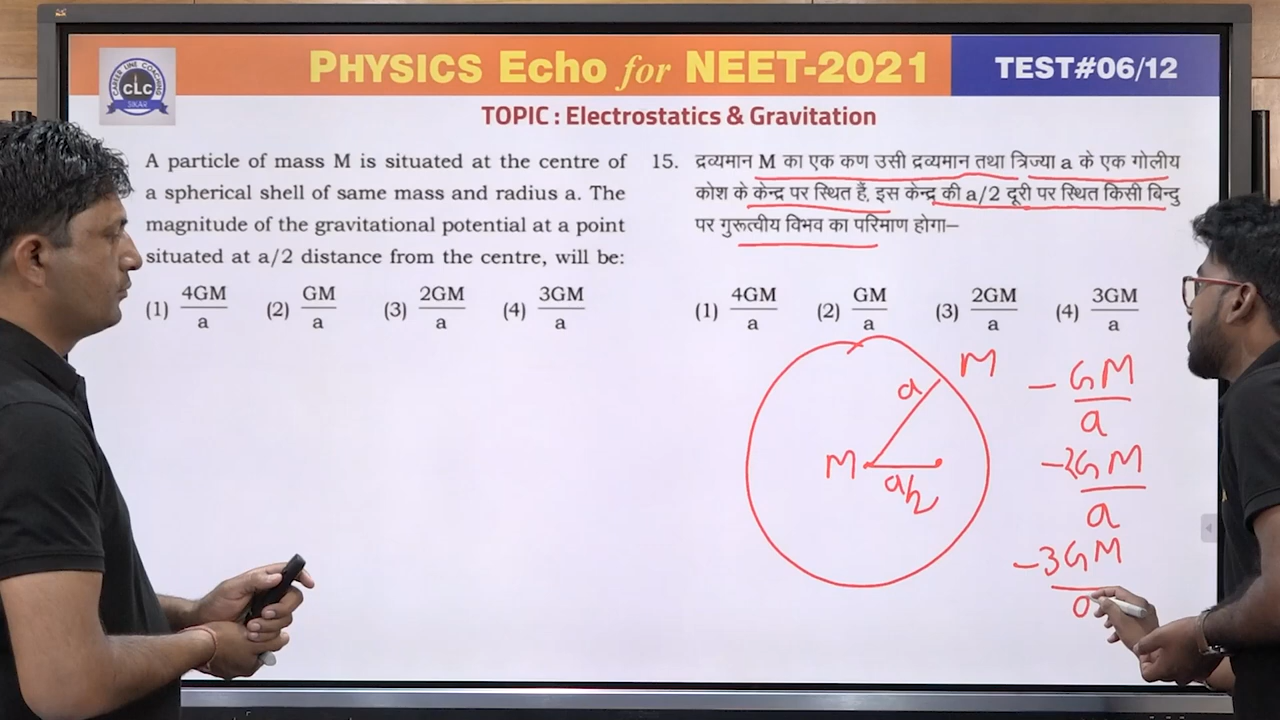 PHYSICS Echo for NEET-2021
TEST#06/12
CAREER LINE COACHING
CLC
SIKAR
TOPIC : Electrostatics & Gravitation
A particle of mass M is situated at the centre of
a spherical shell of same mass and radius a. The
magnitude of the gravitational potential at a point
situated at a/2 distance from the centre, will be:
(1) 4GM/a (2) GM/a (3) 2GM/a (4) 3GM/a
15. द्रव्यमान M का एक कण उसी द्रव्यमान तथा त्रिज्या a के एक गोलीय
कोश के केन्द्र पर स्थित हैं, इस केन्द्र की a/2 दूरी पर स्थित किसी बिन्दु
पर गुरूत्वीय विभव का परिमाण होगा–
(1) 4GM/a (2) GM/a (3) 2GM/a (4) 3GM/a
M
a
M
a/2
- GM/a
-2GM/a
-3GM/a